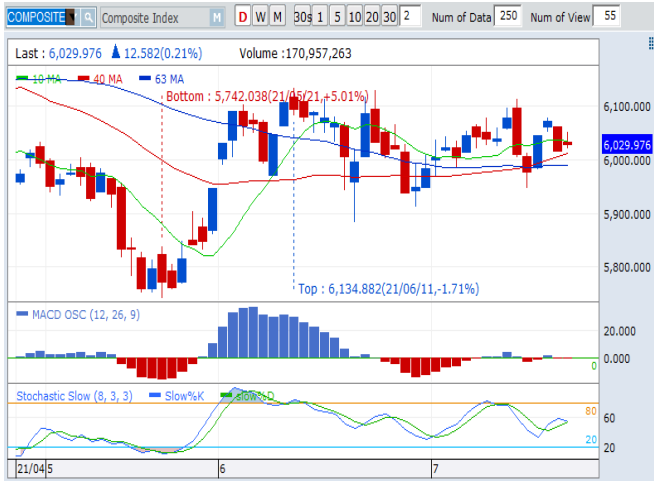 COMPOSITE Composite Index M D W M 30s 1 5 10 20 30 2 Num of Data 250 Num of View 55
Last : 6,029.976 ▲ 12.582(0.21%) Volume :170,957,263
10 MA 40 MA 63 MA
Bottom : 5,742.038(21/05/21,+5.01%)
6,100.000
6,029.976
6,000.000
5,900.000
5,800.000
Top : 6,134.882(21/06/11,-1.71%)
MACD OSC (12, 26, 9)
20.000
0.000
0
Stochastic Slow (8, 3, 3) Slow%K Slow%D
80
60
20
20
21/04 5 6 7